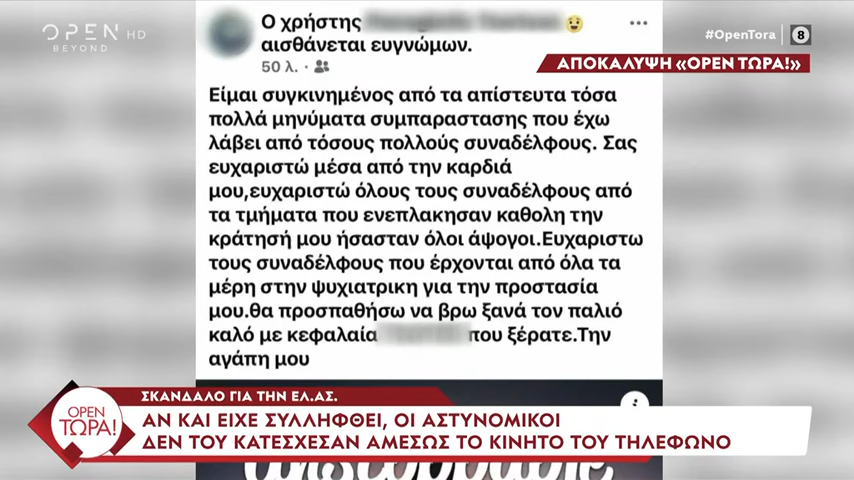 OPEN HD
BEYOND
#OpenTora
8
ΑΠΟΚΑΛΥΨΗ «OPEN ΤΩΡΑ!»
Ο χρήστης
αισθάνεται ευγνώμων.
50 λ.
Είμαι συγκινημένος από τα απίστευτα τόσα
πολλά μηνύματα συμπαραστασης που έχω
λάβει από τόσους πολλούς συναδέλφους. Σας
ευχαριστώ μέσα από την καρδιά
μου,ευχαριστώ όλους τους συναδέλφους από
τα τμήματα που ενεπλακησαν καθολη την
κράτησή μου ήσασταν όλοι άψογοι.Ευχαριστω
τους συναδέλφους που έρχονται από όλα τα
μέρη στην ψυχιατρικη για την προστασία
μου.θα προσπαθήσω να βρω ξανά τον παλιό
καλό με κεφαλαία που ξέρατε.Την
αγάπη μου
ΣΚΑΝΔΑΛΟ ΓΙΑ ΤΗΝ ΕΛ.ΑΣ.
OPEN
ΤΩΡΑ!
ΑΝ ΚΑΙ ΕΙΧΕ ΣΥΛΛΗΦΘΕΙ, ΟΙ ΑΣΤΥΝΟΜΙΚΟΙ
ΔΕΝ ΤΟΥ ΚΑΤΕΣΧΕΣΑΝ ΑΜΕΣΩΣ ΤΟ ΚΙΝΗΤΟ ΤΟΥ ΤΗΛΕΦΩΝΟ